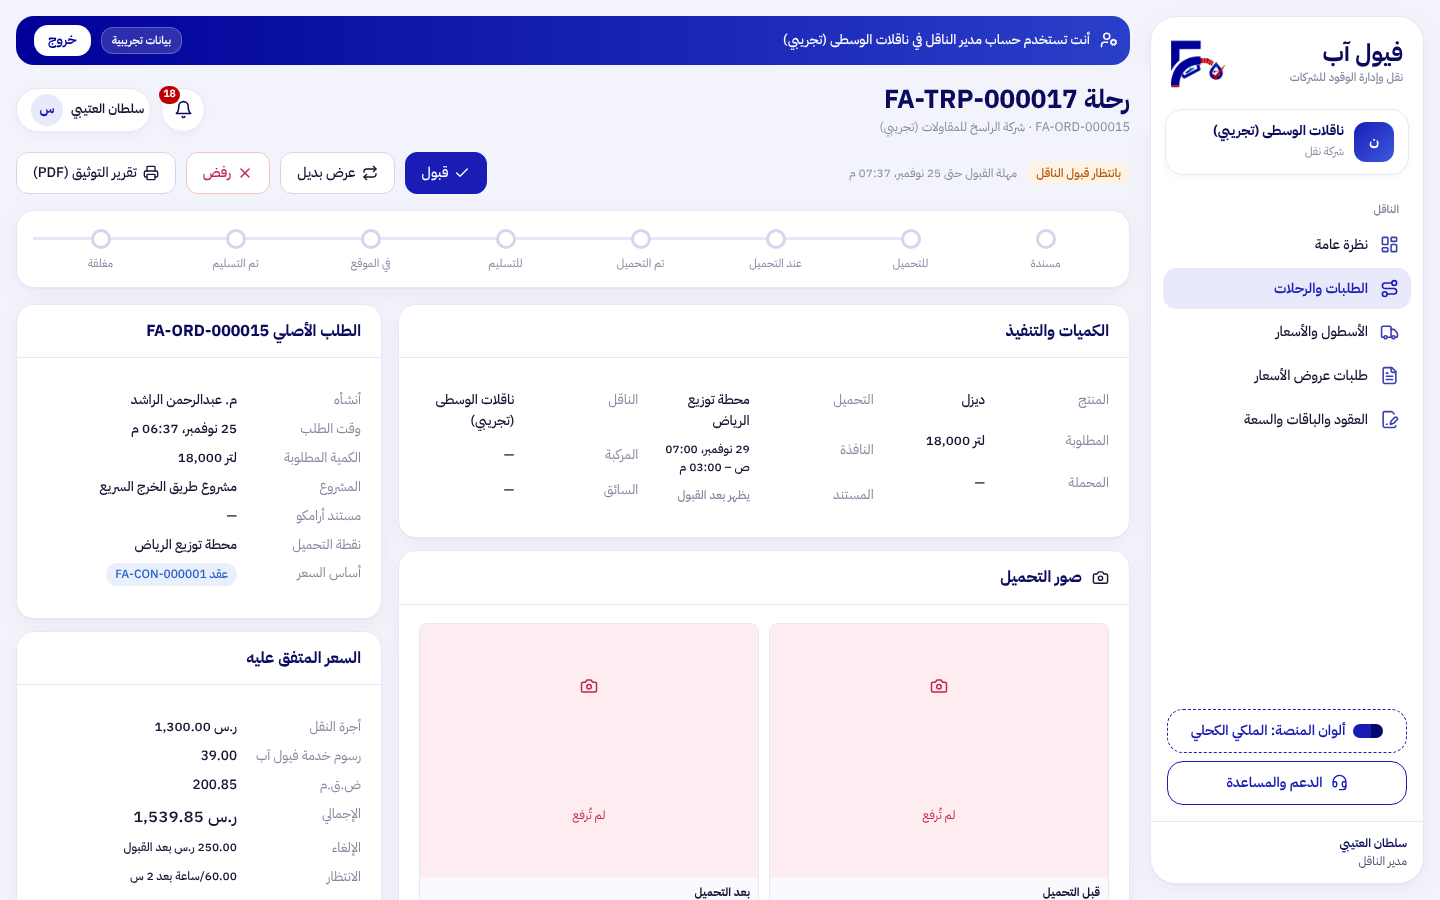 فيول آب
نقل وإدارة الوقود للشركات
ن
ناقلات الوسطى (تجريبي)
شركة نقل
الناقل
نظرة عامة
الطلبات والرحلات
الأسطول والأسعار
طلبات عروض الأسعار
العقود والباقات والسعة
ألوان المنصة: الملكي الكحلي
الدعم والمساعدة
سلطان العتيبي
مدير الناقل
أنت تستخدم حساب مدير الناقل في ناقلات الوسطى (تجريبي)
بيانات تجريبية
خروج
رحلة FA-TRP-000017
FA-ORD-000015 · شركة الراسخ للمقاولات (تجريبي)
18
سلطان العتيبي
س
بانتظار قبول الناقل
مهلة القبول حتى 25 نوفمبر، 07:37 م
قبول
عرض بديل
رفض
تقرير التوثيق (PDF)
مسندة
للتحميل
عند التحميل
تم التحميل
للتسليم
في الموقع
تم التسليم
مغلقة
الكميات والتنفيذ
المنتج
ديزل
المطلوبة
18,000 لتر
المحملة
—
التحميل
محطة توزيع
الرياض
النافذة
29 نوفمبر، 07:00
ص – 03:00 م
المستند
يظهر بعد القبول
الناقل
ناقلات الوسطى
(تجريبي)
المركبة
—
السائق
—
صور التحميل
لم تُرفع
قبل التحميل
لم تُرفع
بعد التحميل
الطلب الأصلي FA-ORD-000015
أنشأه
م. عبدالرحمن الراشد
وقت الطلب
25 نوفمبر، 06:37 م
الكمية المطلوبة
18,000 لتر
المشروع
مشروع طريق الخرج السريع
مستند أرامكو
—
نقطة التحميل
محطة توزيع الرياض
أساس السعر
عقد FA-CON-000001
السعر المتفق عليه
أجرة النقل
1,300.00 ر.س
رسوم خدمة فيول آب
39.00
ض.ق.م
200.85
الإجمالي
1,539.85 ر.س
الإلغاء
250.00 ر.س بعد القبول
الانتظار
60.00/ساعة بعد 2 س